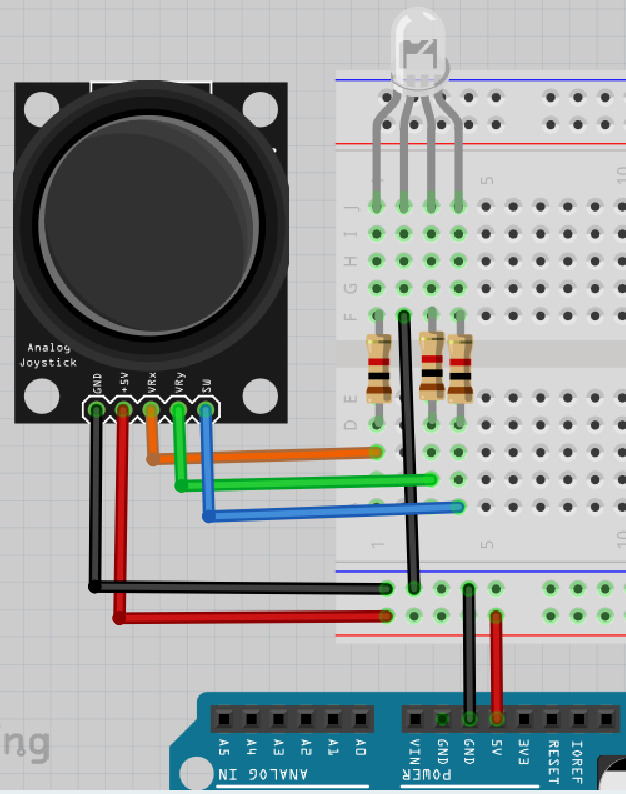 1
5
10
J
I
H
G
F
Analog
Joystick
GND
+5V
VRx
VRy
SW
E
D
1
5
10
A5
A4
A3
A2
A1
A0
VIN
GND
GND
5V
3V3
RESET
IOREF
ANALOG IN
POWER
ng